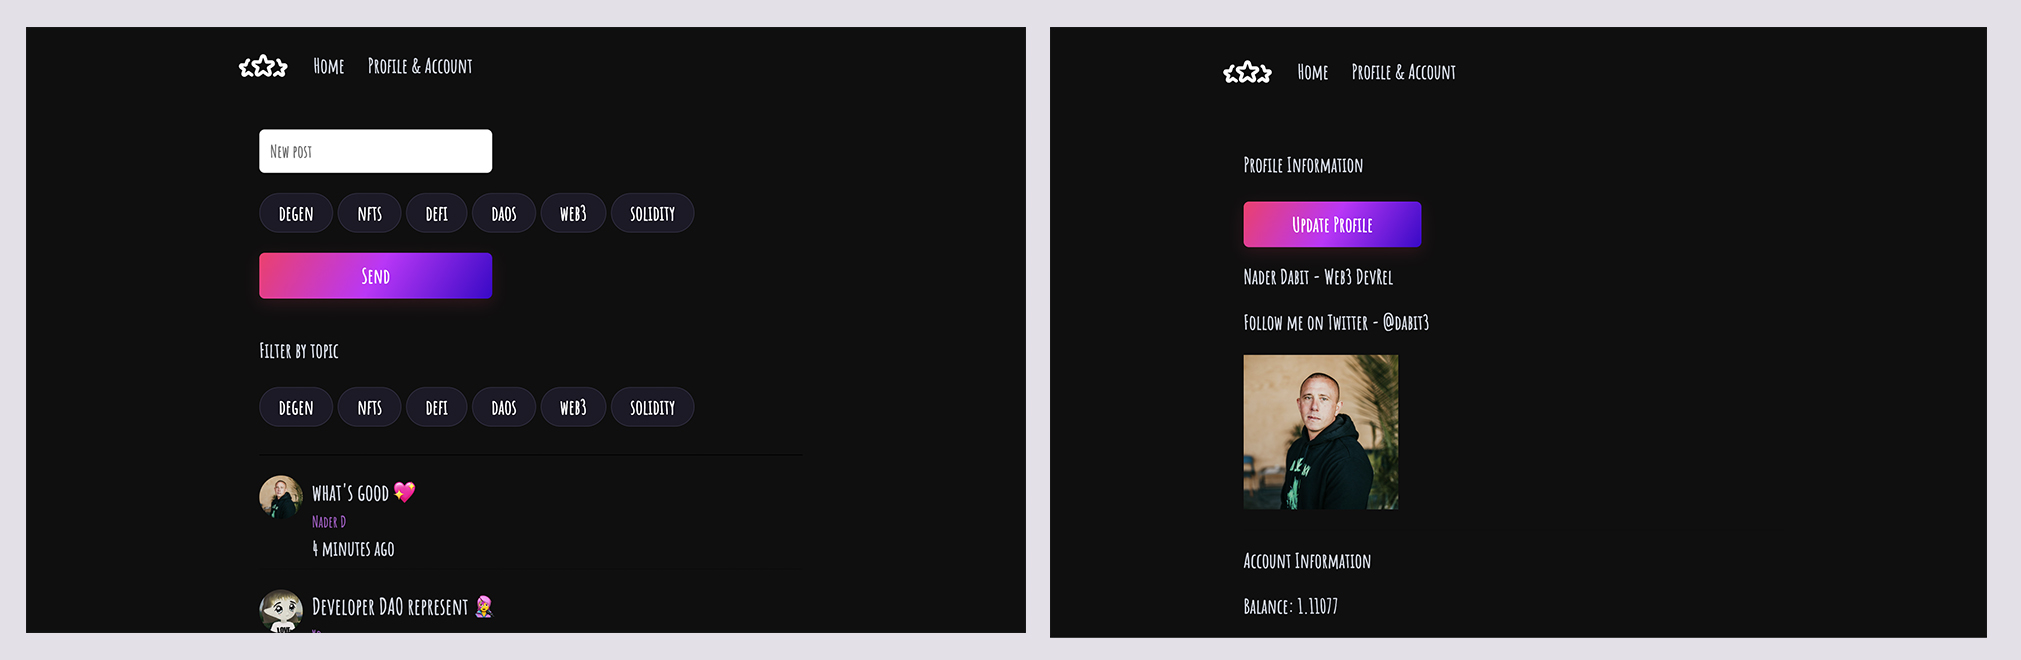 Home Profile & Account
New post
DEGEN NFTS DEFI DAOS WEB3 SOLIDITY
Send
Filter by topic
DEGEN NFTS DEFI DAOS WEB3 SOLIDITY
what's good 💖
Nader D
4 minutes ago
Developer DAO represent
Home Profile & Account
Profile Information
Update Profile
Nader Dabit - Web3 DevRel
Follow me on Twitter - @dabit3
Account Information
Balance: 1.11077